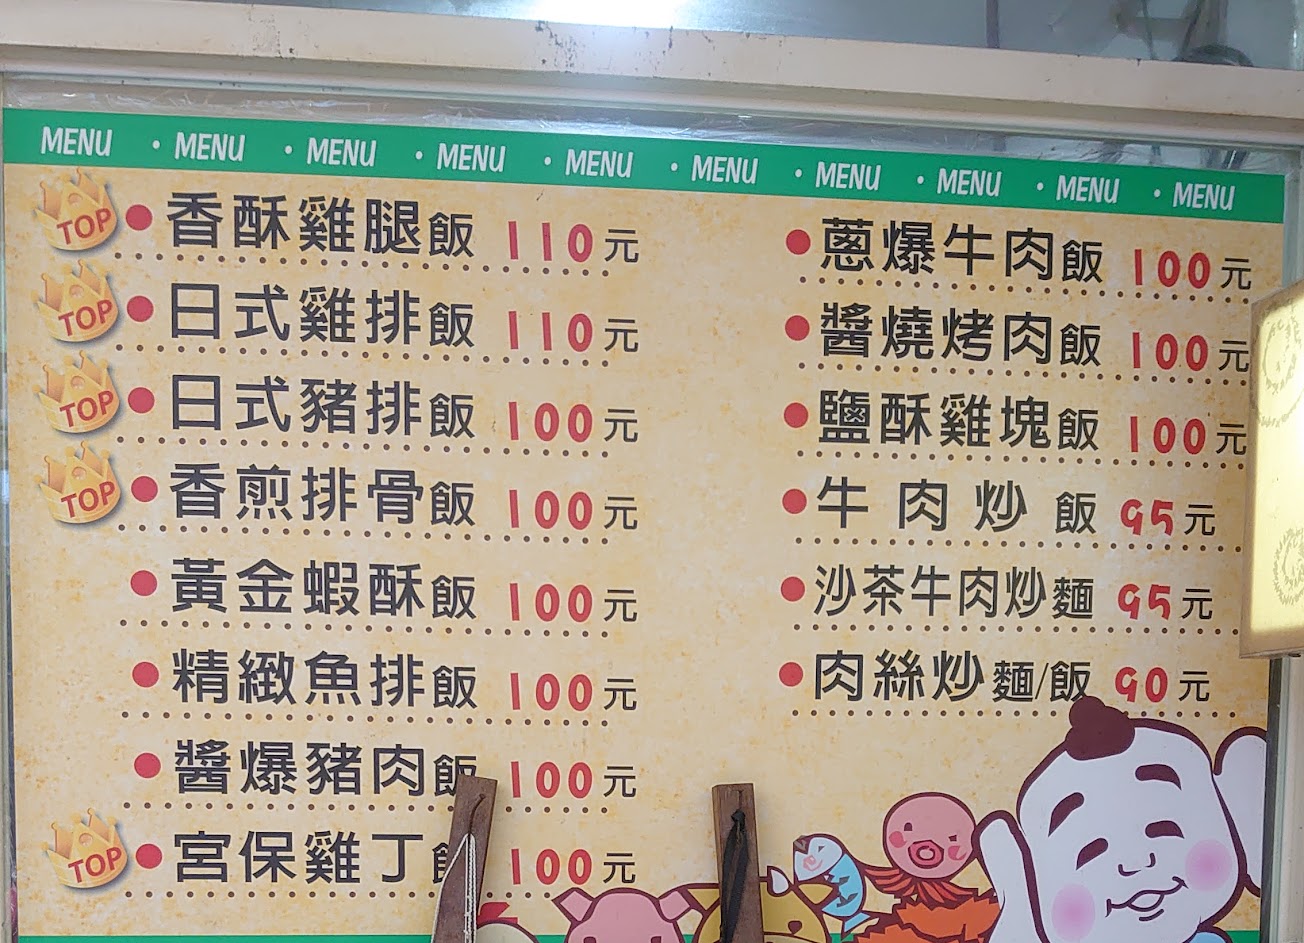 MENU · MENU · MENU · MENU · MENU · MENU · MENU · MENU · MENU · MENU
TOP 香酥雞腿飯 110元
TOP 日式雞排飯 110元
TOP 日式豬排飯 100元
TOP 香煎排骨飯 100元
黃金蝦酥飯 100元
精緻魚排飯 100元
醬爆豬肉飯 100元
TOP 宮保雞丁飯 100元
蔥爆牛肉飯 100元
醬燒烤肉飯 100元
鹽酥雞塊飯 100元
牛肉炒飯 95元
沙茶牛肉炒麵 95元
肉絲炒麵/飯 90元